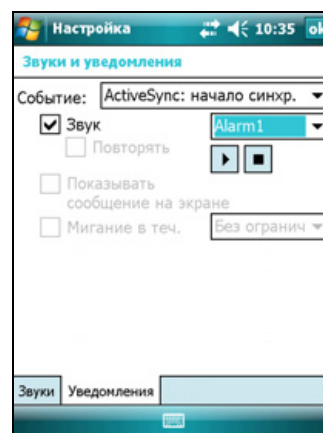 Настройка 10:35 ok
Звуки и уведомления
Событие: ActiveSync: начало синхр.
Звук Alarm1
Повторять
Показывать
сообщение на экране
Мигание в теч. Без огранич
Звуки Уведомления